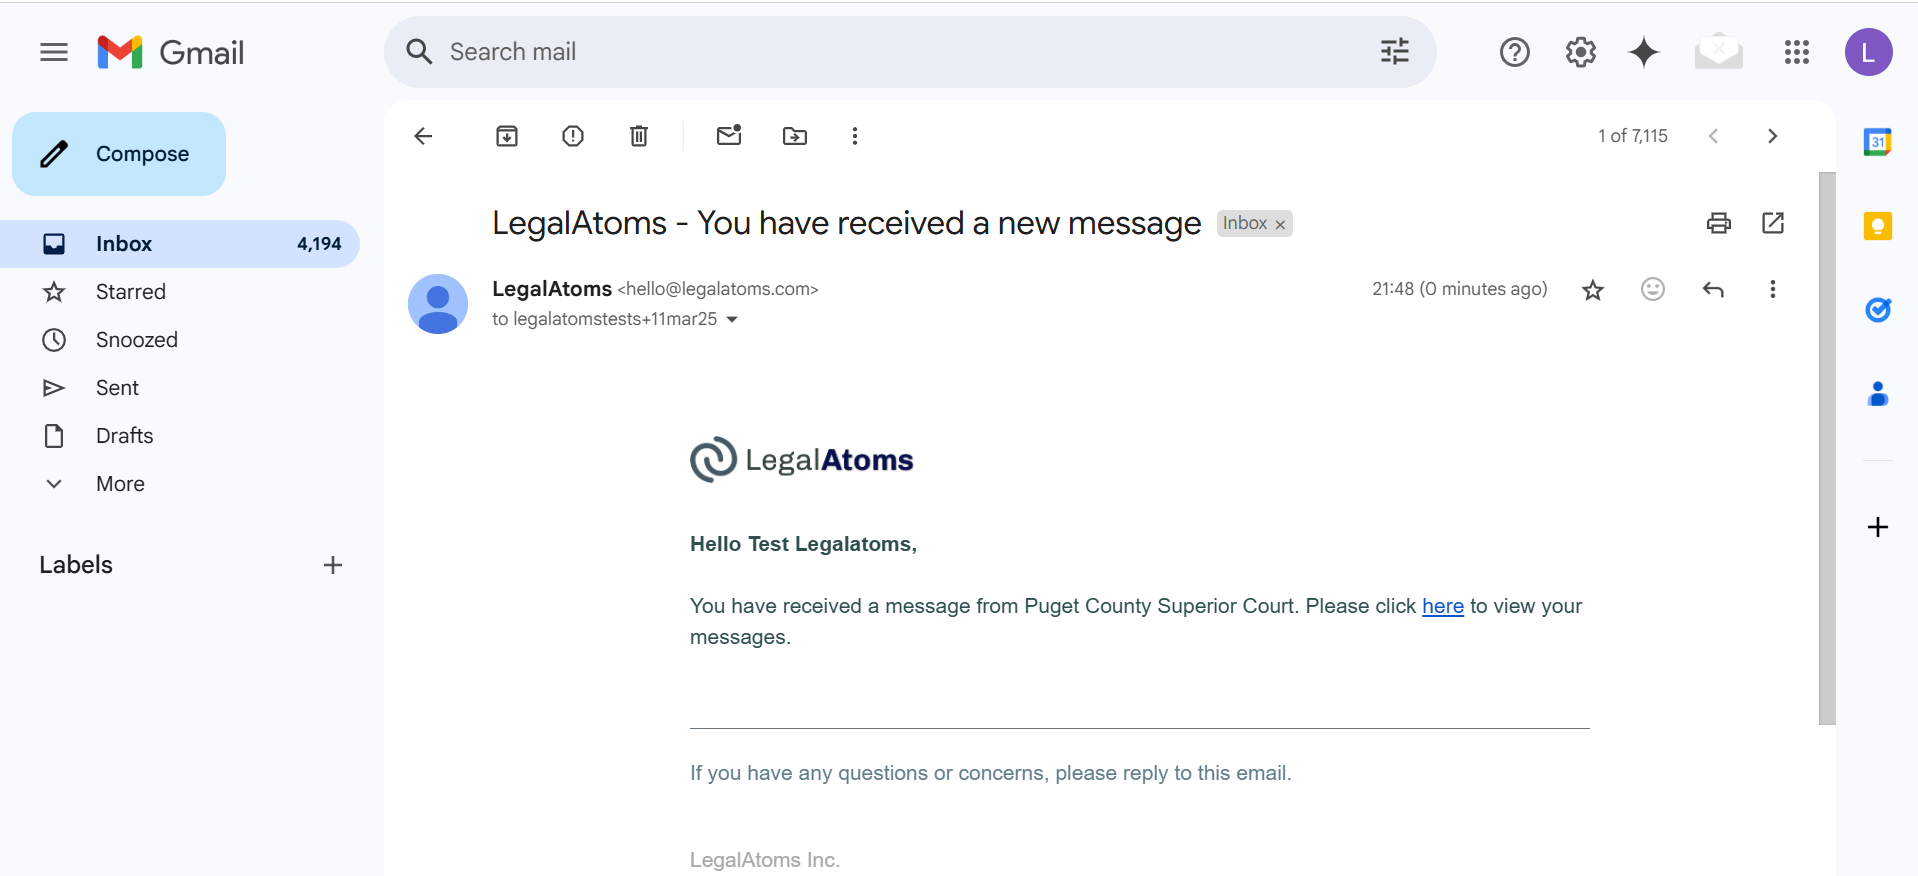 Gmail
Search mail
L
Compose
1 of 7,115
31
LegalAtoms - You have received a new message Inbox ×
Inbox 4,194
Starred
Snoozed
Sent
Drafts
More
Labels
LegalAtoms <hello@legalatoms.com> 21:48 (0 minutes ago)
to legalatomstests+11mar25
LegalAtoms
Hello Test Legalatoms,
You have received a message from Puget County Superior Court. Please click here to view your
messages.
If you have any questions or concerns, please reply to this email.
LegalAtoms Inc.